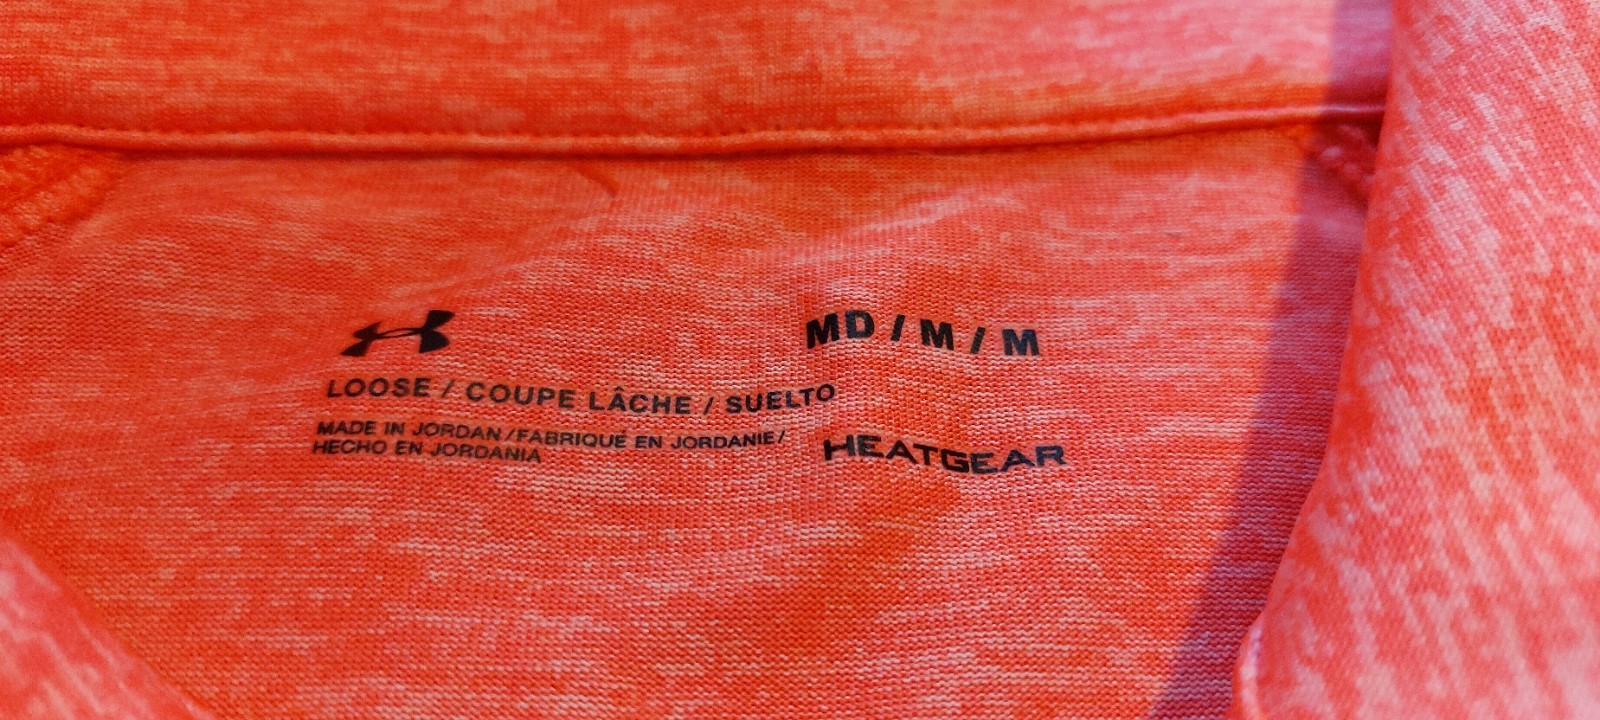 MD / M / M
LOOSE / COUPE LÂCHE / SUELTO
MADE IN JORDAN / FABRIQUÉ EN JORDANIE /
HECHO EN JORDANIA
HEATGEAR